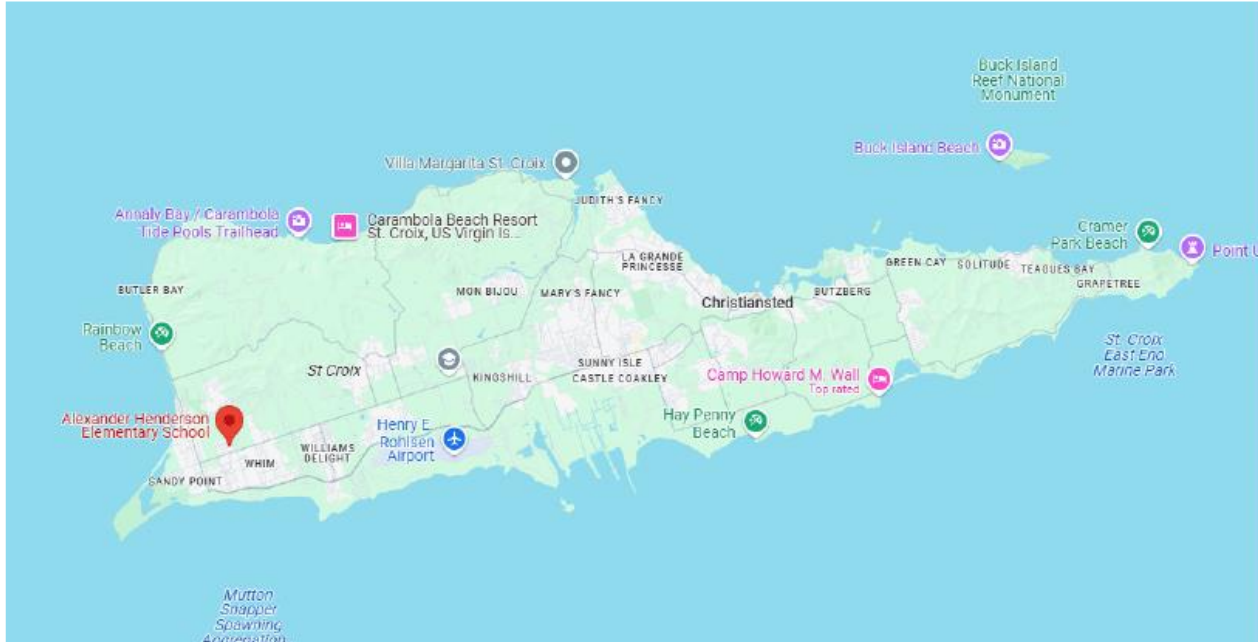 Buck Island
Reef National
Monument
Buck Island Beach
Villa Margarita St. Croix
JUDITH'S FANCY
Annaly Bay / Carambola
Tide Pools Trailhead
Carambola Beach Resort
St. Croix, US Virgin Is...
Cramer
Park Beach
Point U
LA GRANDE
PRINCESSE
GREEN CAY
SOLITUDE
TEAGUES BAY
GRAPETREE
BUTLER BAY
MON BIJOU
MARY'S FANCY
Christiansted
BUTZBERG
Rainbow
Beach
St Croix
KINGSHILL
SUNNY ISLE
CASTLE COAKLEY
Camp Howard M. Wall
Top rated
St. Croix
East End
Marine Park
Alexander Henderson
Elementary School
Henry E.
Rohlsen
Airport
Hay Penny
Beach
WHIM
WILLIAMS
DELIGHT
SANDY POINT
Mutton
Snapper
Spawning
Aggregation